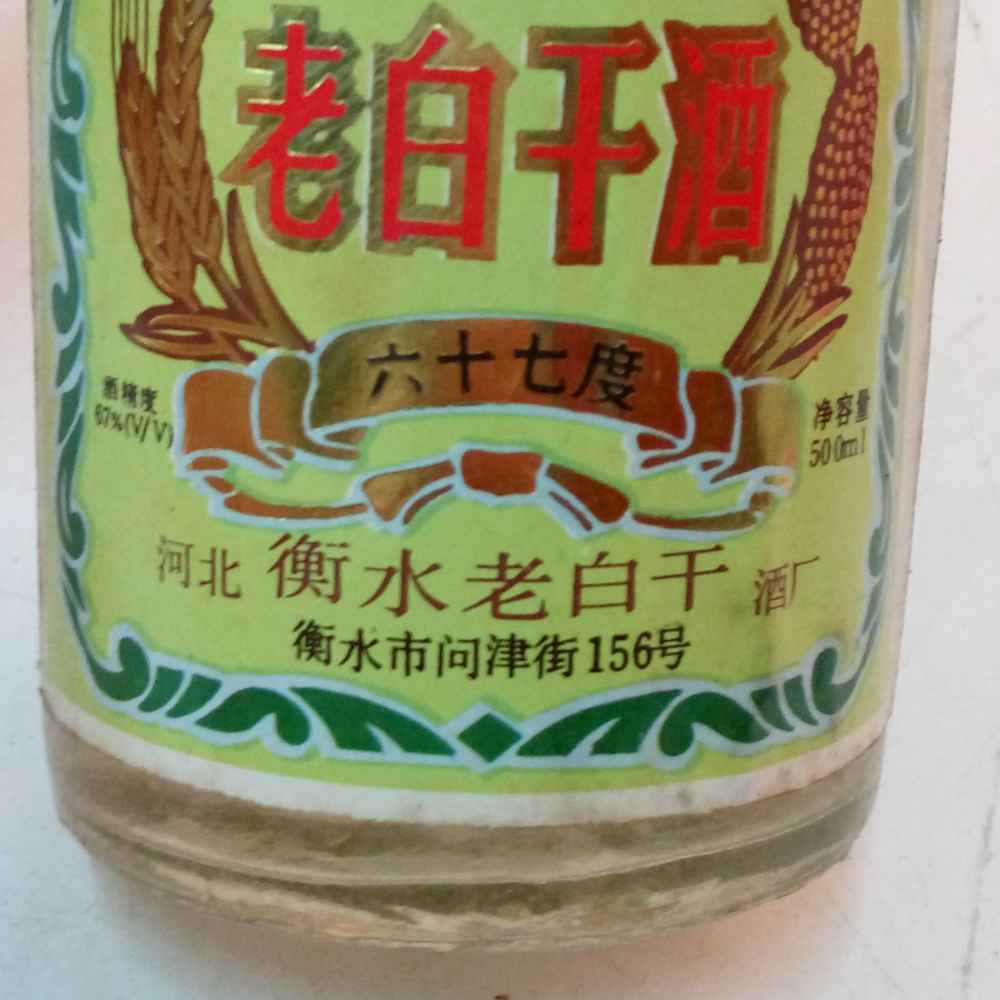 老白干酒
六十七度
酒精度
67%(V/V)
净容量
500ml
河北 衡水老白干 酒厂
衡水市问津街156号